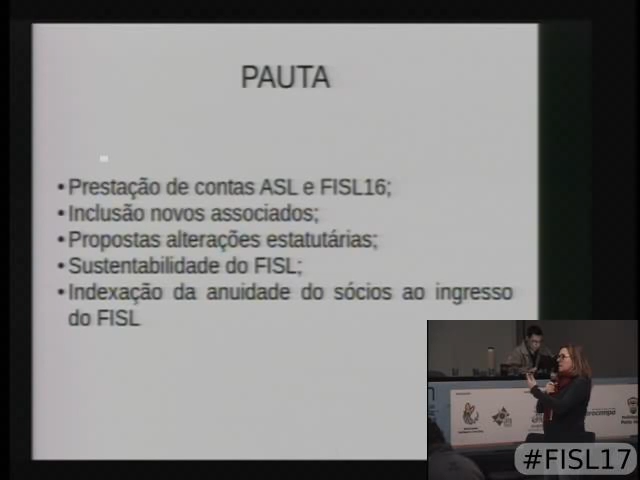 PAUTA
• Prestação de contas ASL e FISL16;
• Inclusão novos associados;
• Propostas alterações estatutárias;
• Sustentabilidade do FISL;
• Indexação da anuidade do sócios ao ingresso
do FISL
#FISL17